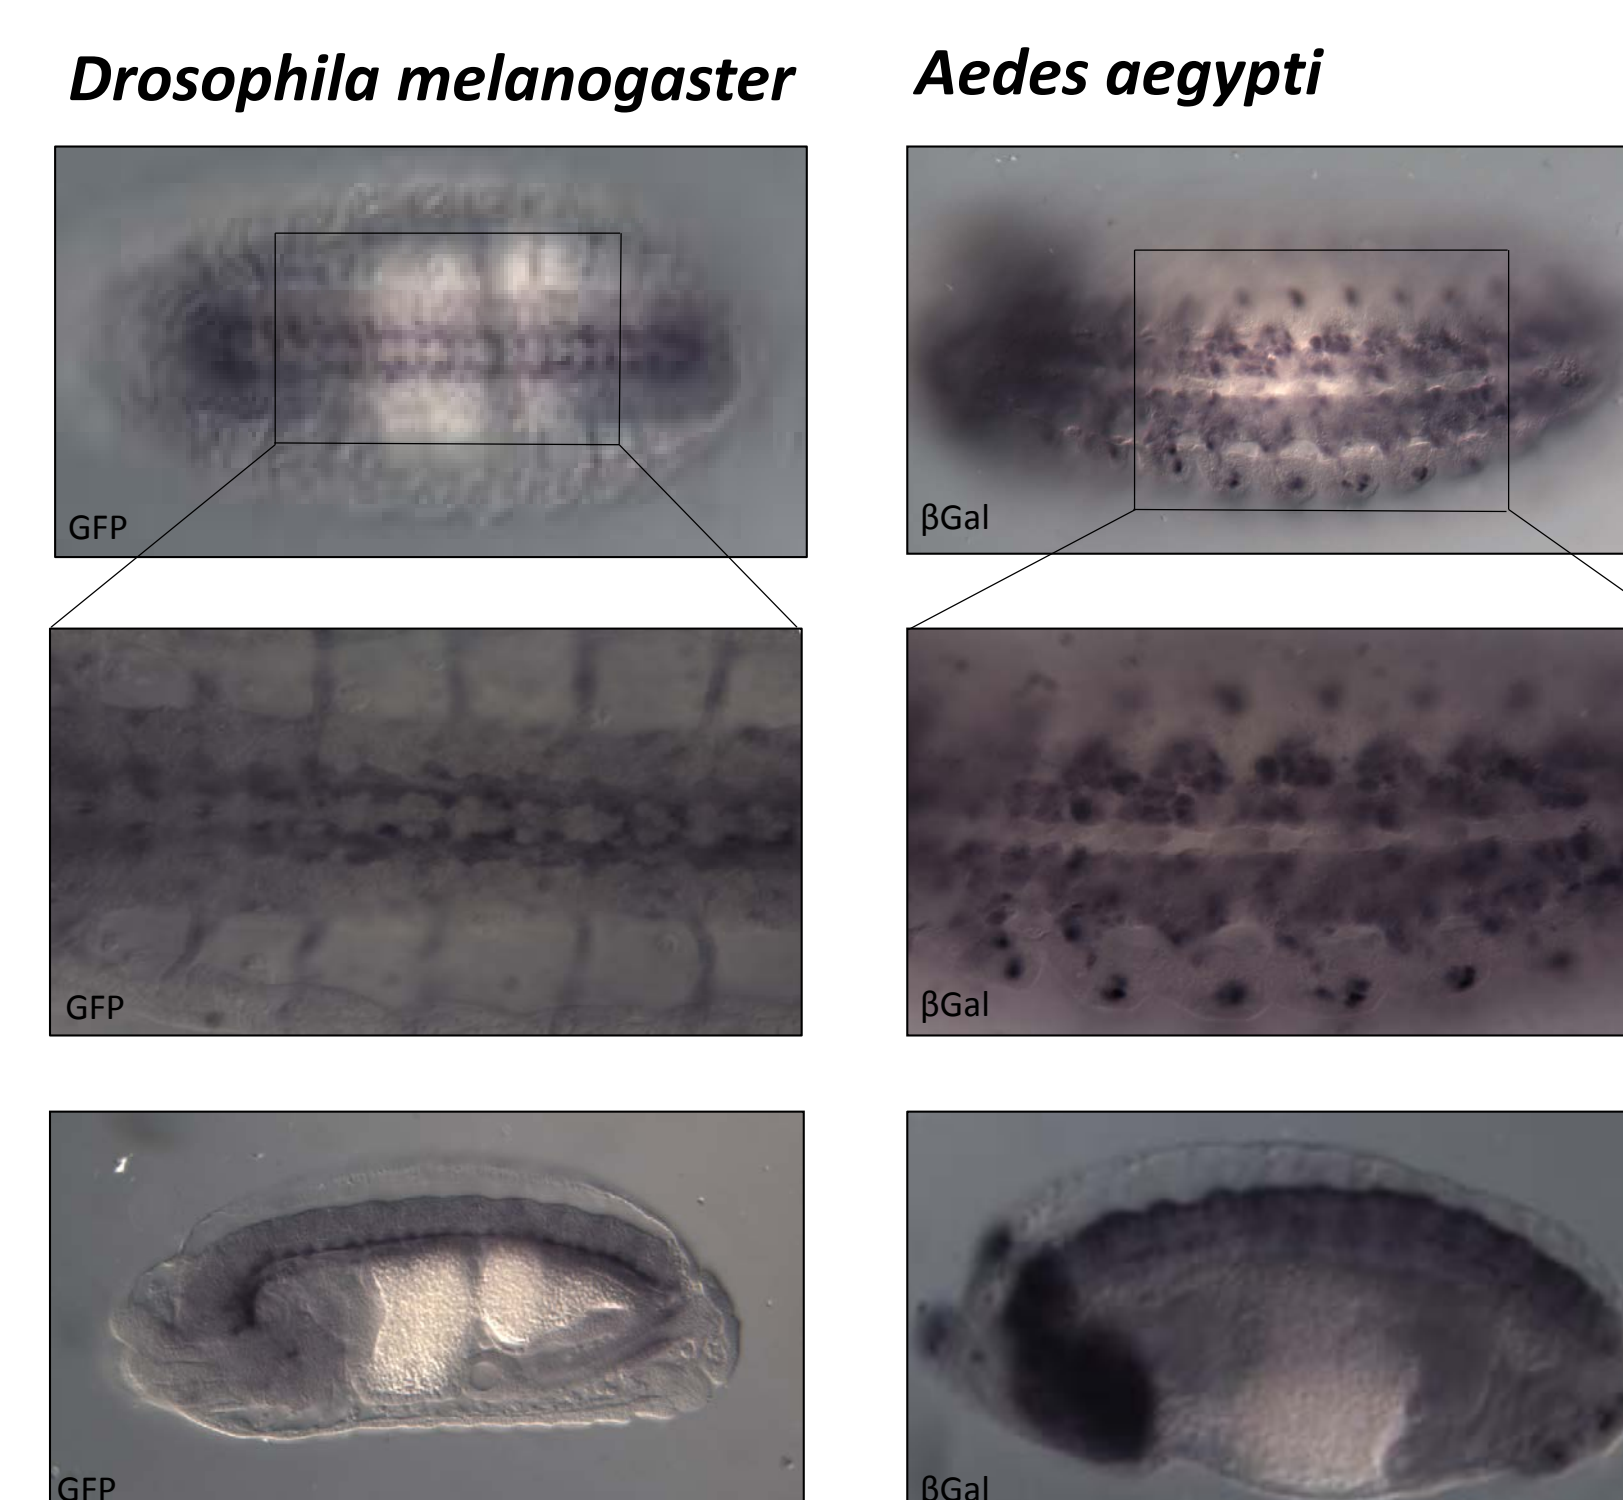 Drosophila melanogaster
Aedes aegypti
GFP
βGal
GFP
βGal
GFP
βGal